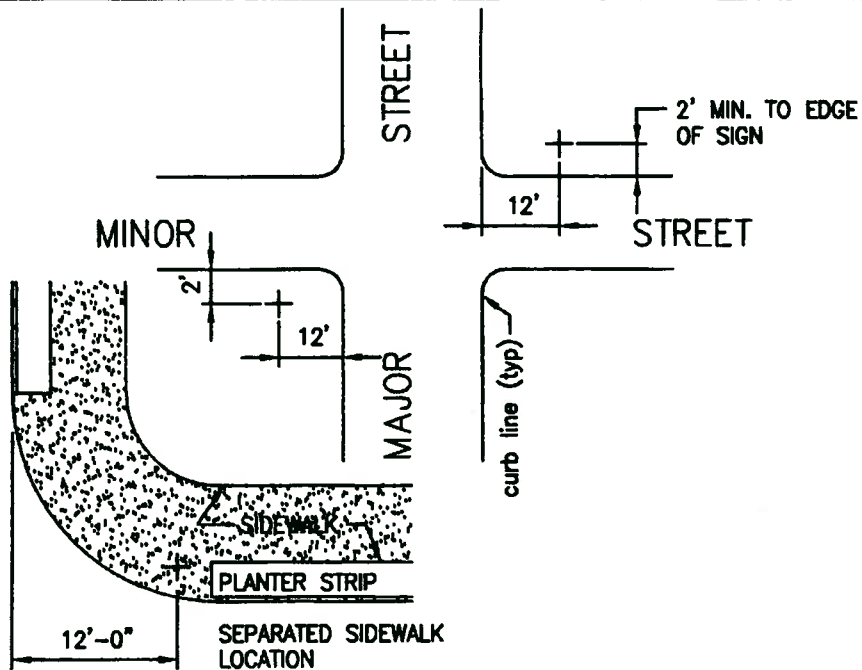 STREET
2' MIN. TO EDGE
OF SIGN
12'
MINOR
STREET
2'
12'
MAJOR
curb line (typ)
SIDEWALK
PLANTER STRIP
12'-0"
SEPARATED SIDEWALK
LOCATION